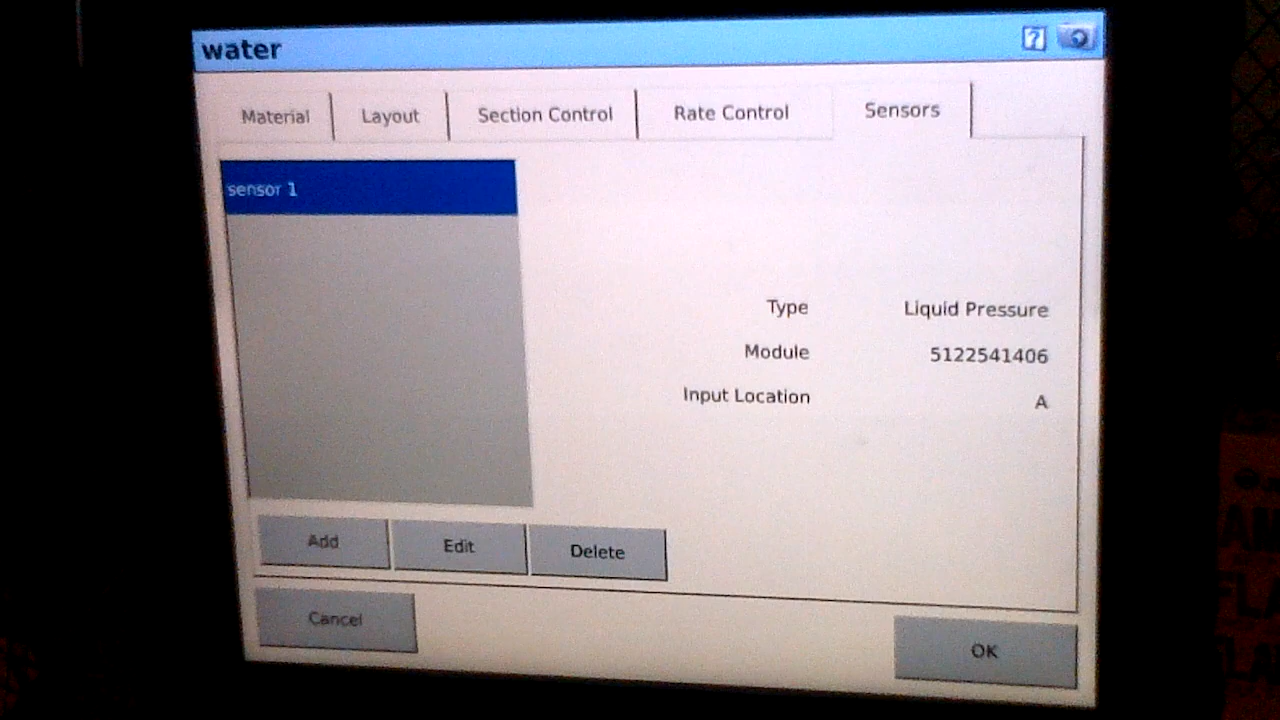 water
?
Material Layout Section Control Rate Control Sensors
sensor 1
Type Liquid Pressure
Module 5122541406
Input Location A
Add Edit Delete
Cancel OK